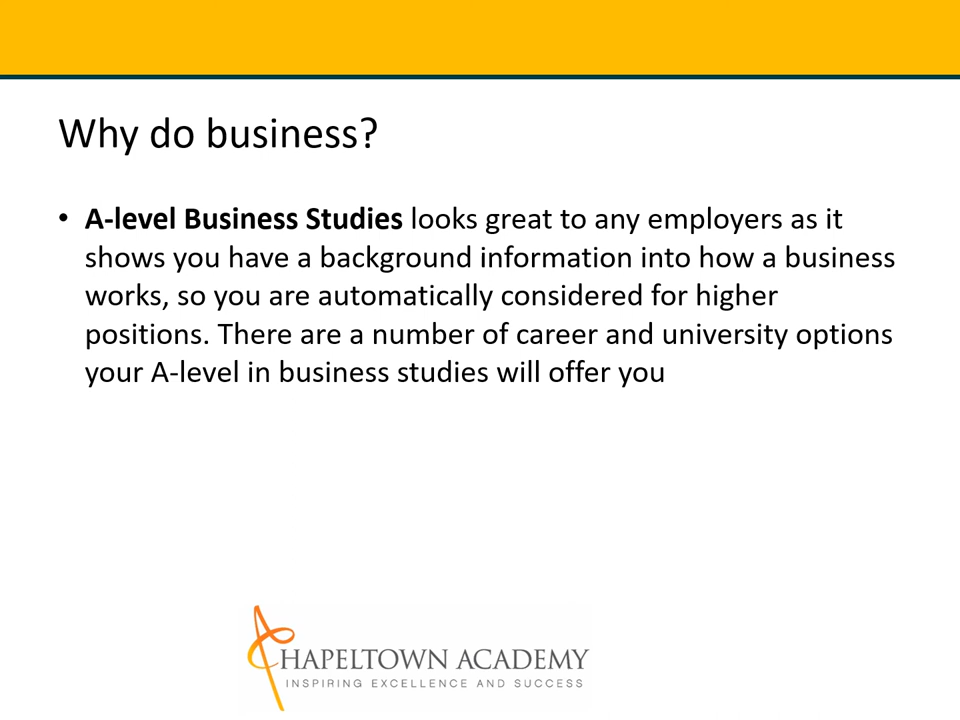 Why do business?
• A-level Business Studies looks great to any employers as it
shows you have a background information into how a business
works, so you are automatically considered for higher
positions. There are a number of career and university options
your A-level in business studies will offer you
CHAPELTOWN ACADEMY
INSPIRING EXCELLENCE AND SUCCESS